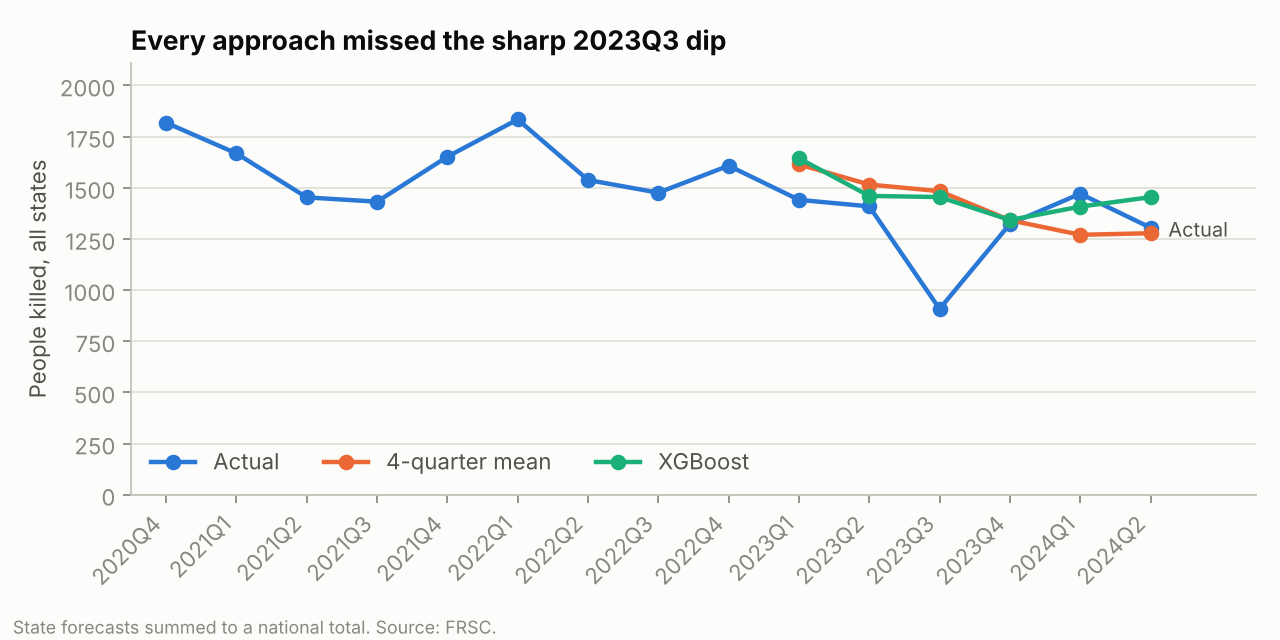 Every approach missed the sharp 2023Q3 dip
People killed, all states
2000
1750
1500
1250
1000
750
500
250
0
Actual
Actual 4-quarter mean XGBoost
2020Q4 2021Q1 2021Q2 2021Q3 2021Q4 2022Q1 2022Q2 2022Q3 2022Q4 2023Q1 2023Q2 2023Q3 2023Q4 2024Q1 2024Q2
State forecasts summed to a national total. Source: FRSC.